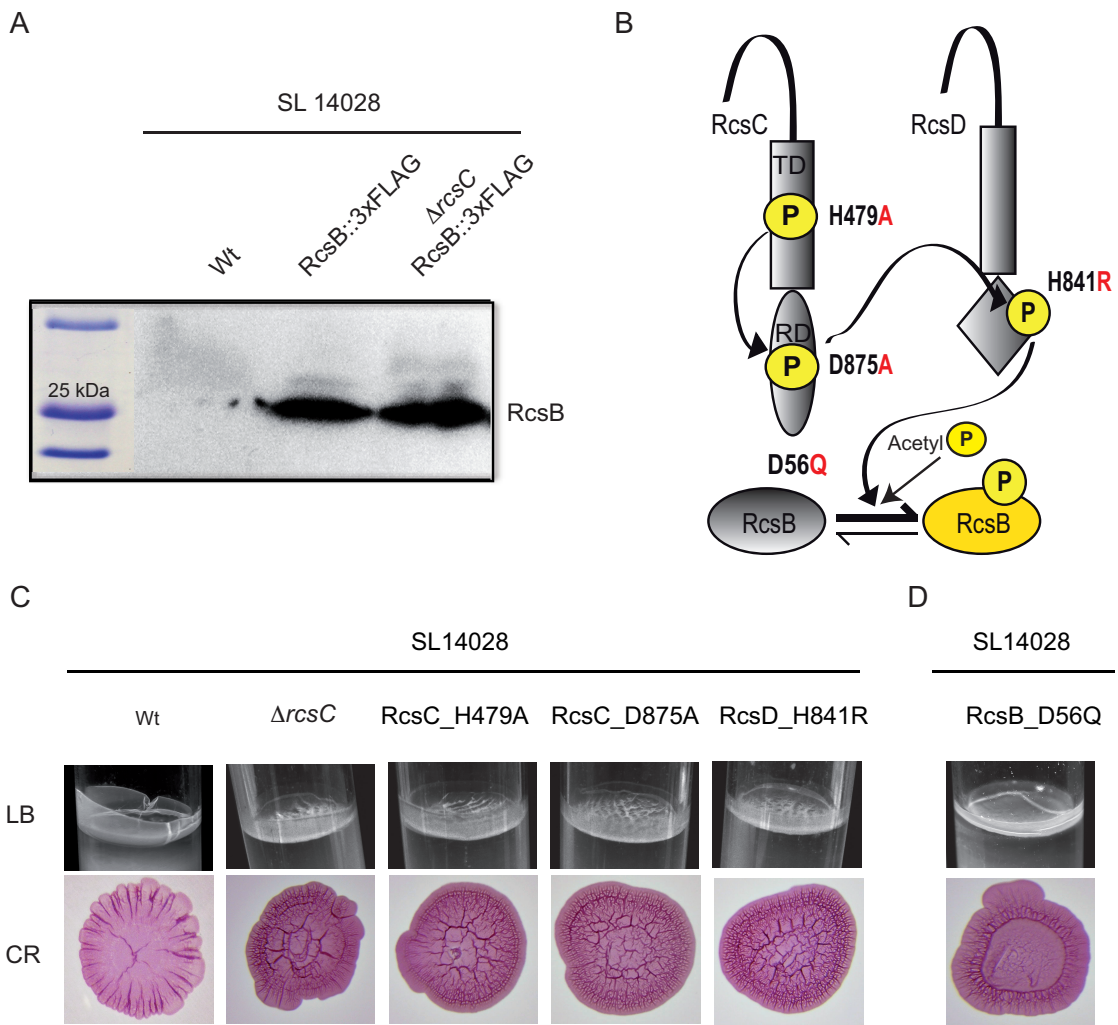 A
SL 14028
Wt
RcsB::3xFLAG
ΔrcsC
RcsB::3xFLAG
25 kDa
RcsB
B
RcsC
RcsD
TD
P
H479A
H841R
P
RD
P
D875A
Acetyl P
D56Q
P
RcsB
RcsB
C
SL14028
Wt
ΔrcsC
RcsC_H479A
RcsC_D875A
RcsD_H841R
LB
CR
D
SL14028
RcsB_D56Q